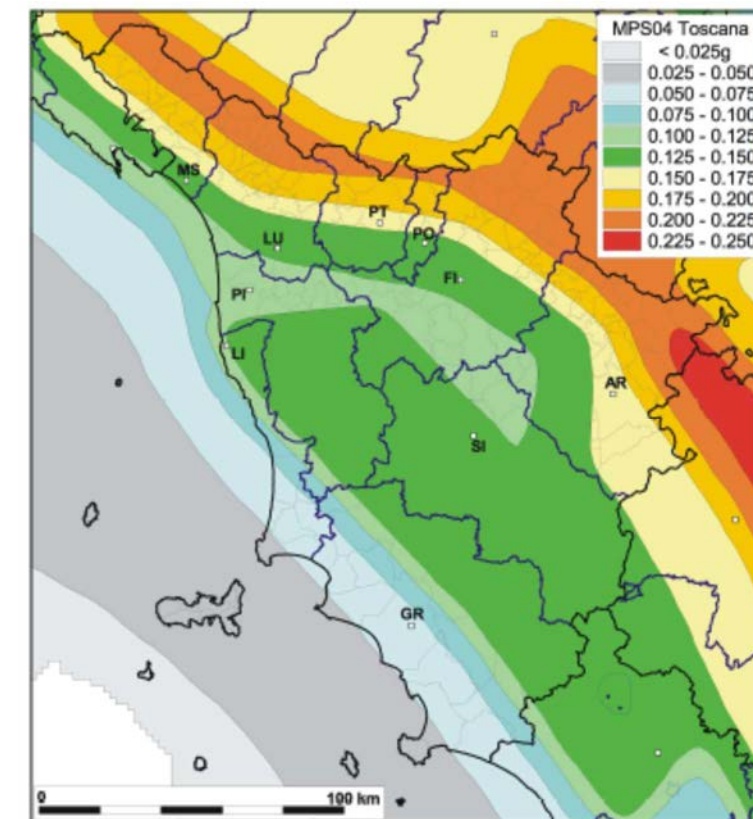 MPS04 Toscana
< 0.025g
0.025 - 0.050
0.050 - 0.075
0.075 - 0.100
0.100 - 0.125
0.125 - 0.150
0.150 - 0.175
0.175 - 0.200
0.200 - 0.225
0.225 - 0.250
MS
PT
LU
PO
FI
PI
LI
AR
SI
GR
0
100 km